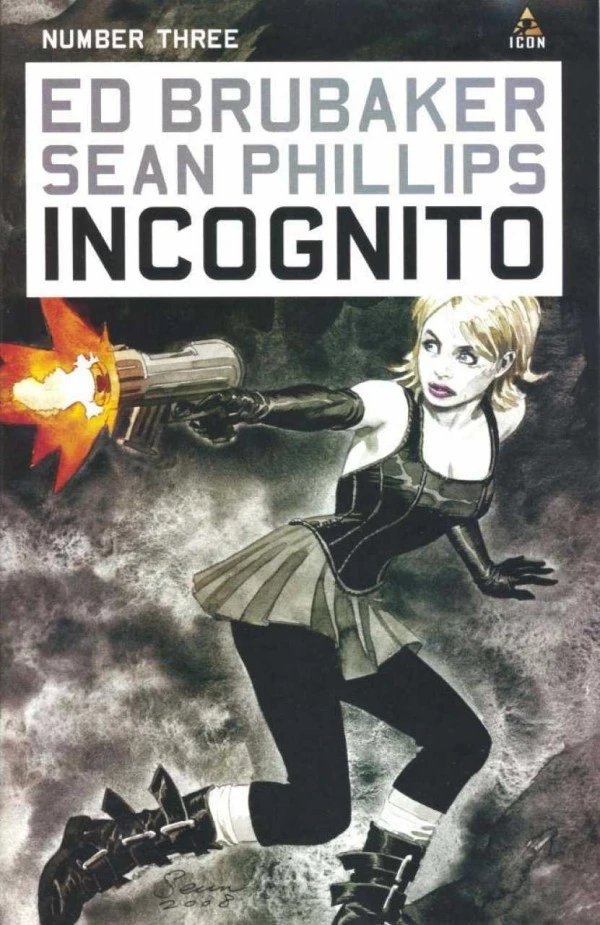 NUMBER THREE
ICON
ED BRUBAKER
SEAN PHILLIPS
INCOGNITO
Sean
2008